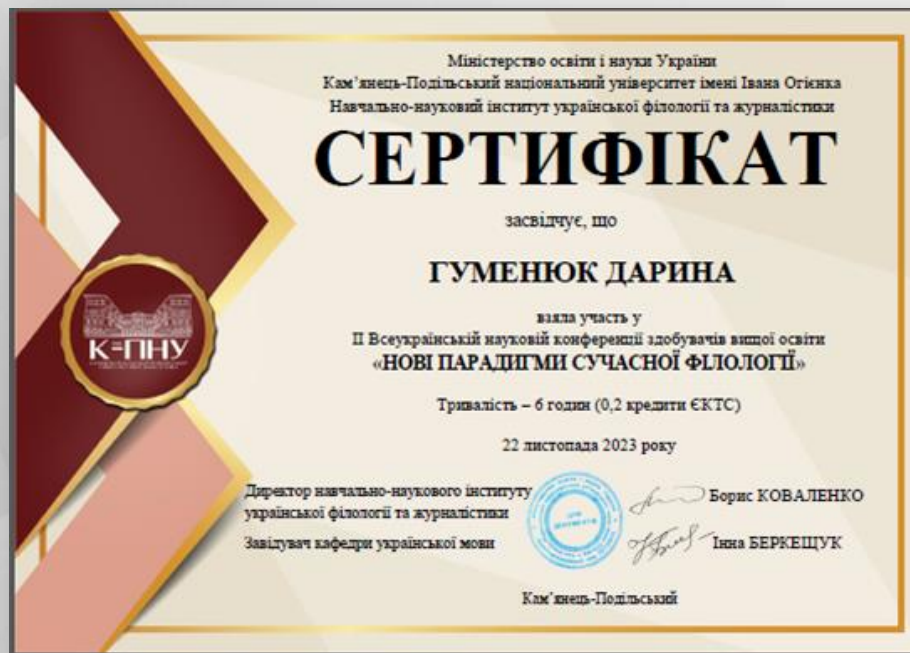 Міністерство освіти і науки України
Кам’янець-Подільський національний університет імені Івана Огієнка
Навчально-науковий інститут української філології та журналістики
СЕРТИФІКАТ
засвідчує, що
ГУМЕНЮК ДАРИНА
взяла участь у
ІІ Всеукраїнській науковій конференції здобувачів вищої освіти
«НОВІ ПАРАДИГМИ СУЧАСНОЇ ФІЛОЛОГІЇ»
Тривалість – 6 годин (0,2 кредити ЄКТС)
22 листопада 2023 року
К-ПНУ
Директор навчально-наукового інституту
української філології та журналістики
Борис КОВАЛЕНКО
Завідувач кафедри української мови
Інна БЕРКЕЩУК
Кам’янець-Подільський